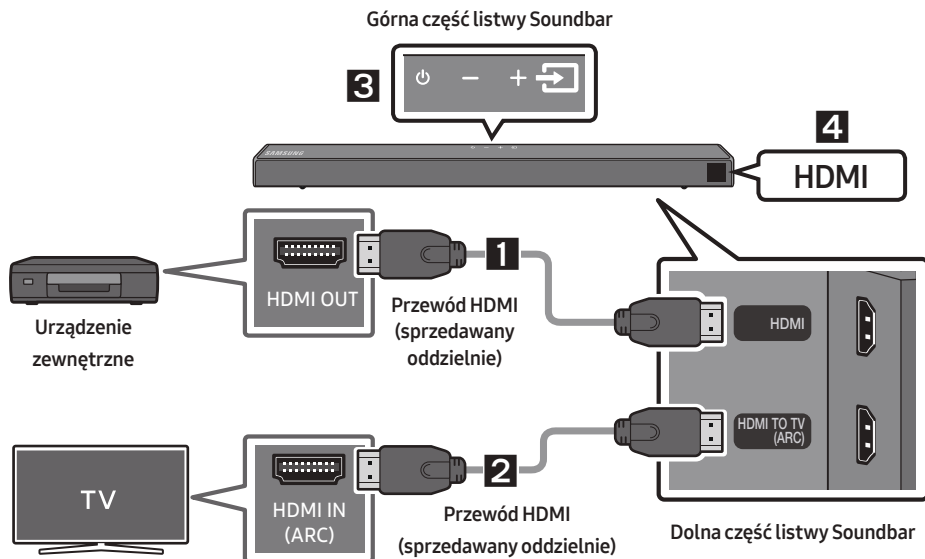 Górna część listwy Soundbar
3
4
SAMSUNG
HDMI
1
HDMI OUT
Przewód HDMI
(sprzedawany
oddzielnie)
Urządzenie
zewnętrzne
HDMI
HDMI TO TV
(ARC)
2
TV
HDMI IN
(ARC)
Przewód HDMI
(sprzedawany oddzielnie)
Dolna część listwy Soundbar